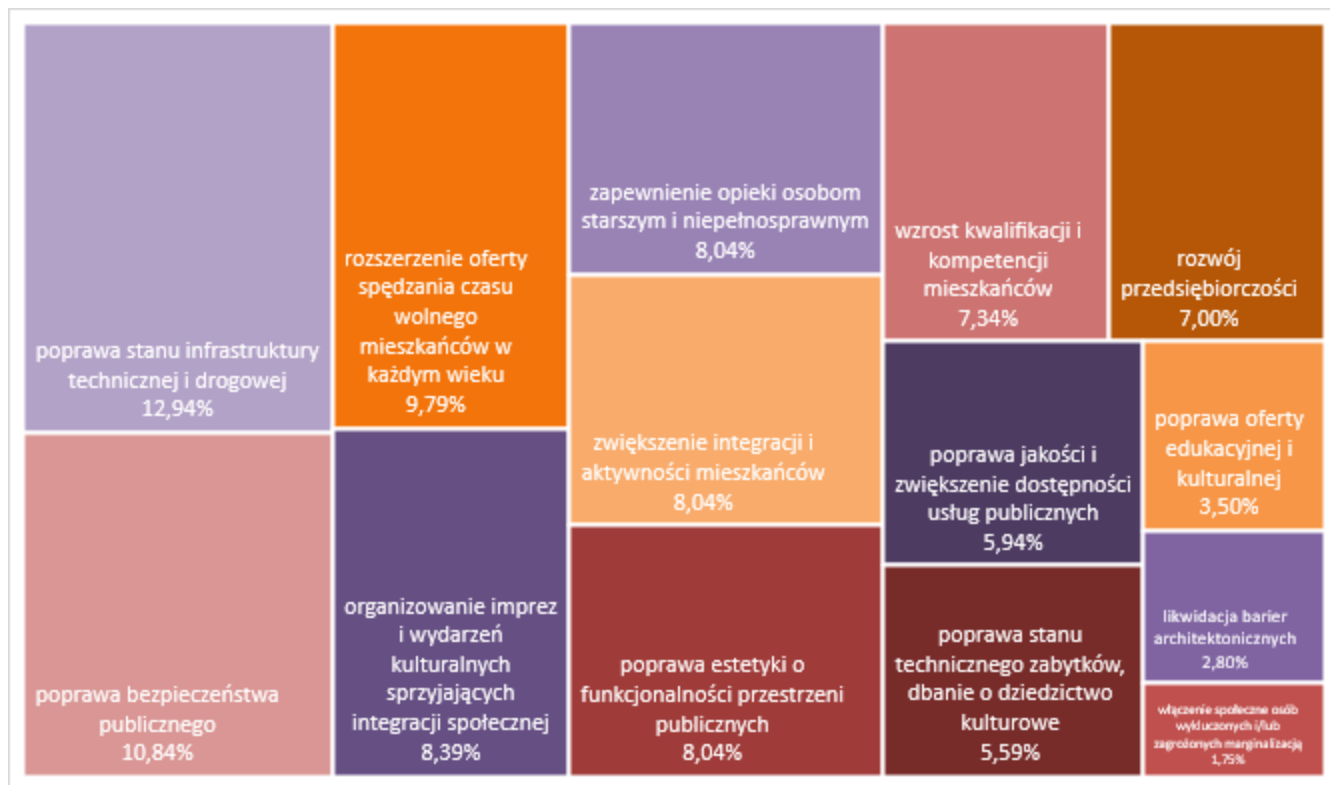 poprawa stanu infrastruktury
technicznej i drogowej
12,94%
poprawa bezpieczeństwa
publicznego
10,84%
rozszerzenie oferty
spędzania czasu
wolnego
mieszkańców w
każdym wieku
9,79%
organizowanie imprez
i wydarzeń
kulturalnych
sprzyjających
integracji społecznej
8,39%
zapewnienie opieki osobom
starszym i niepełnosprawnym
8,04%
zwiększenie integracji i
aktywności mieszkańców
8,04%
poprawa estetyki o
funkcjonalności przestrzeni
publicznych
8,04%
wzrost kwalifikacji i
kompetencji
mieszkańców
7,34%
rozwój
przedsiębiorczości
7,00%
poprawa jakości i
zwiększenie dostępności
usług publicznych
5,94%
poprawa stanu
technicznego zabytków,
dbanie o dziedzictwo
kulturowe
5,59%
poprawa oferty
edukacyjnej i
kulturalnej
3,50%
likwidacja barier
architektonicznych
2,80%
włączenie społeczne osób
wykluczonych i/lub
zagrożonych marginalizacją
1,75%